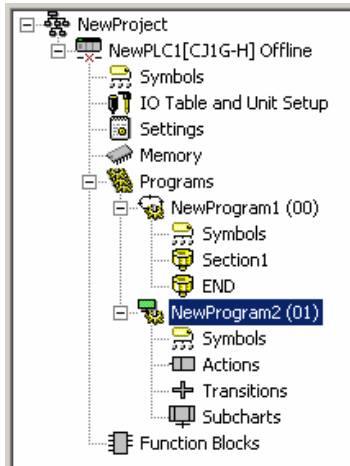 NewProject
NewPLC1[CJ1G-H] Offline
Symbols
IO Table and Unit Setup
Settings
Memory
Programs
NewProgram1 (00)
Symbols
Section1
END
NewProgram2 (01)
Symbols
Actions
Transitions
Subcharts
Function Blocks